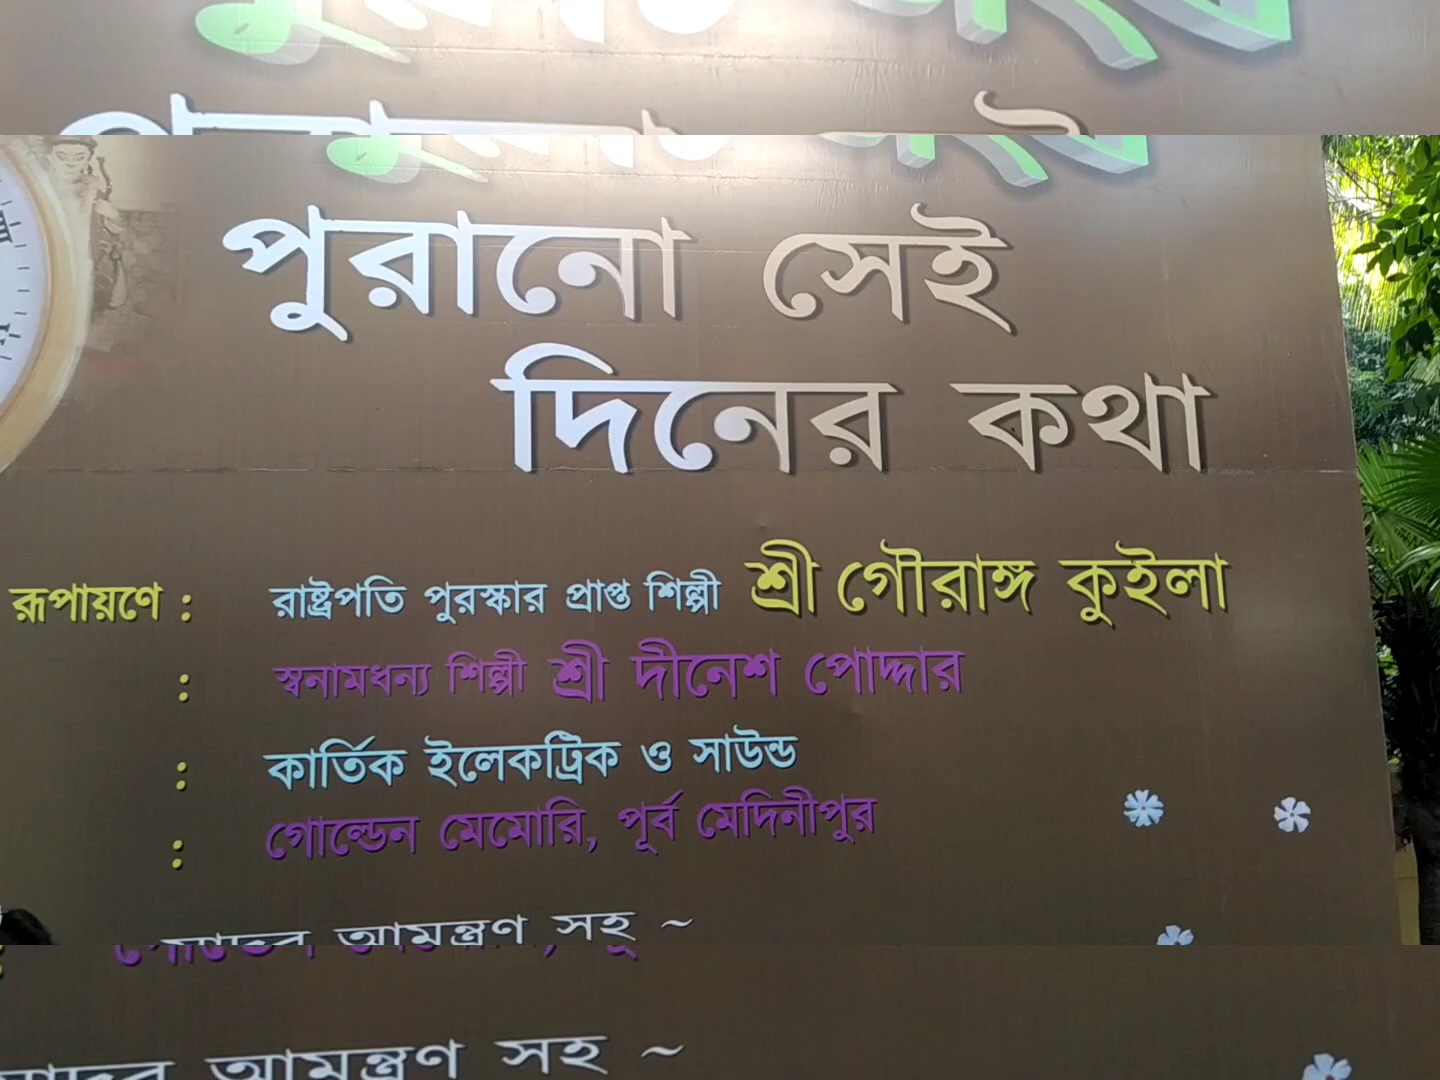 পুরানো সেই
দিনের কথা
রূপায়ণে : রাষ্ট্রপতি পুরস্কার প্রাপ্ত শিল্পী শ্রী গৌরাঙ্গ কুইলা
: স্বনামধন্য শিল্পী শ্রী দীনেশ পোদ্দার
: কার্তিক ইলেকট্রিক ও সাউন্ড
: গোল্ডেন মেমোরি, পূর্ব মেদিনীপুর
আমন্ত্রণ সহ ~
আমন্ত্রণ সহ ~